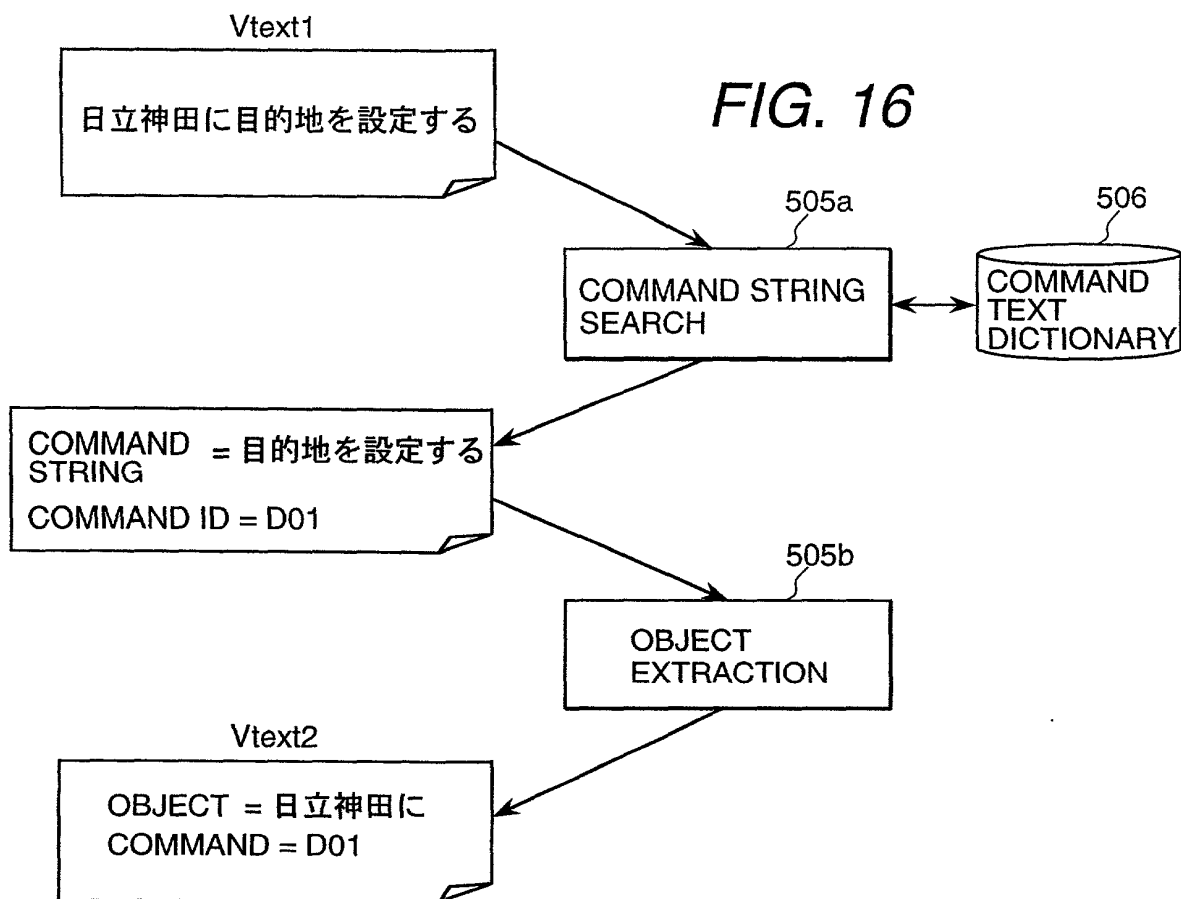 Vtext1
日立神田に目的地を設定する
FIG. 16
505a
506
COMMAND STRING
SEARCH
COMMAND
TEXT
DICTIONARY
COMMAND
STRING
= 目的地を設定する
COMMAND ID = D01
505b
OBJECT
EXTRACTION
Vtext2
OBJECT = 日立神田に
COMMAND = D01